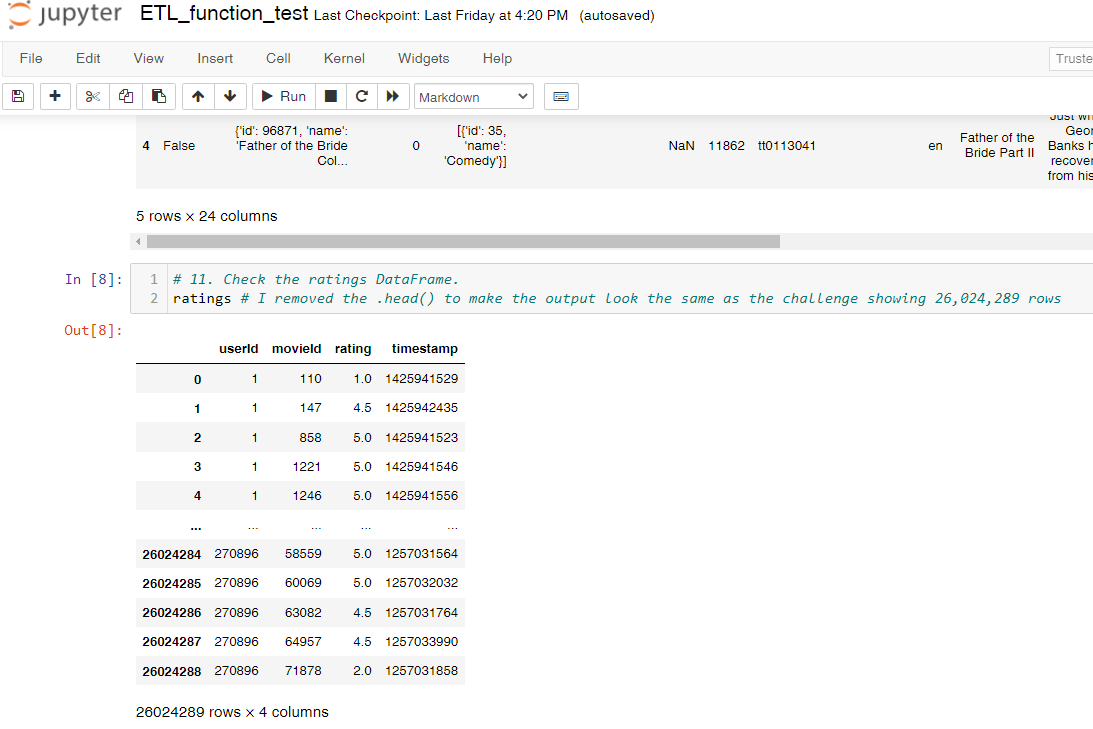 jupyter ETL_function_test Last Checkpoint: Last Friday at 4:20 PM (autosaved)
File Edit View Insert Cell Kernel Widgets Help
Run Markdown
{'id': 96871, 'name': [{'id': 35,
4 False 'Father of the Bride 0 'name': NaN 11862 tt0113041 en Father of the Banks
Col... 'Comedy'}] Bride Part II
from his
5 rows × 24 columns
In [8]: 1 # 11. Check the ratings DataFrame.
2 ratings # I removed the .head() to make the output look the same as the challenge showing 26,024,289 rows
Out[8]:
userId movieId rating timestamp
0 1 110 1.0 1425941529
1 1 147 4.5 1425942435
2 1 858 5.0 1425941523
3 1 1221 5.0 1425941546
4 1 1246 5.0 1425941556
... ... ... ... ...
26024284 270896 58559 5.0 1257031564
26024285 270896 60069 5.0 1257032032
26024286 270896 63082 4.5 1257031764
26024287 270896 64957 4.5 1257033990
26024288 270896 71878 2.0 1257031858
26024289 rows × 4 columns